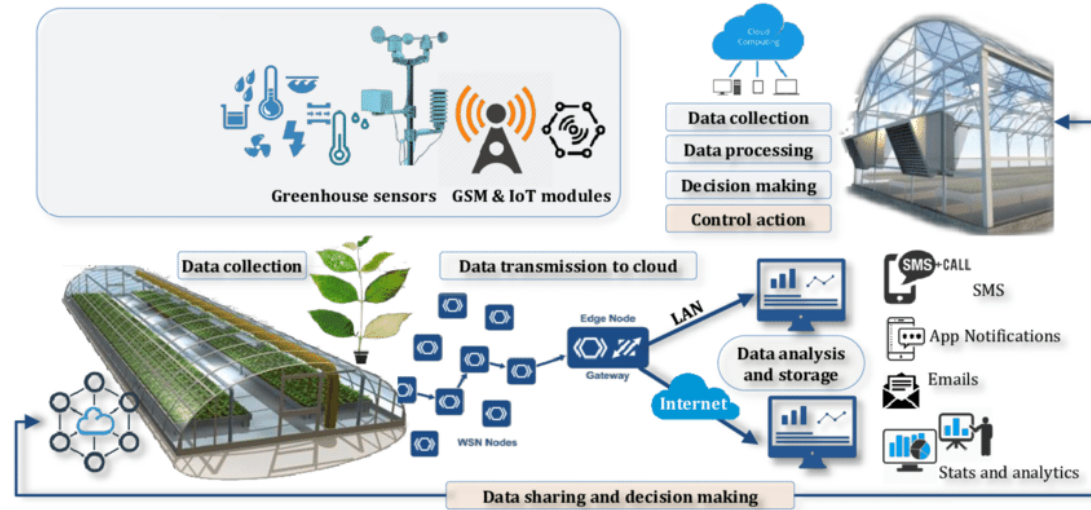 Cloud
Computing
Greenhouse sensors
GSM & IoT modules
Data collection
Data processing
Decision making
Control action
Data collection
Data transmission to cloud
Edge Node
Gateway
WSN Nodes
LAN
Internet
Data analysis
and storage
SMS+CALL
SMS
App Notifications
Emails
Stats and analytics
Data sharing and decision making